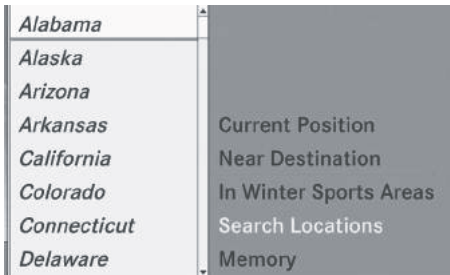 Alabama
Alaska
Arizona
Arkansas
California
Colorado
Connecticut
Delaware
Current Position
Near Destination
In Winter Sports Areas
Search Locations
Memory